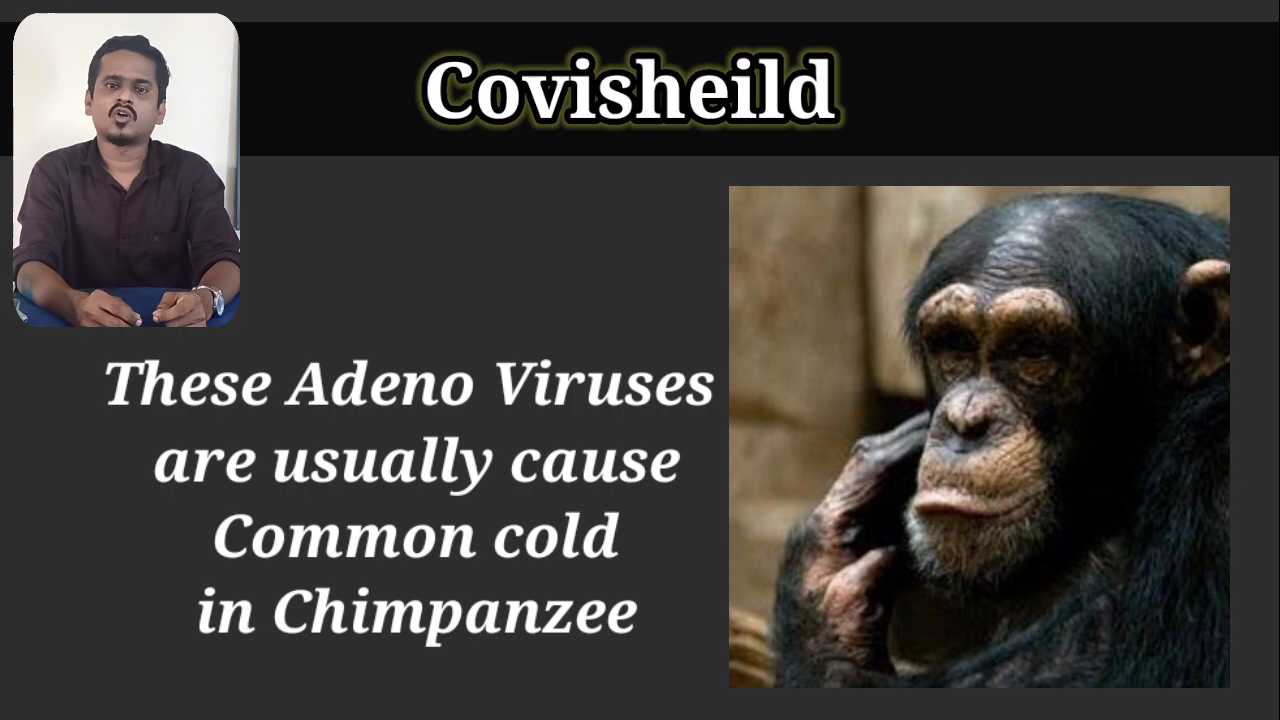 Covisheild
These Adeno Viruses
are usually cause
Common cold
in Chimpanzee